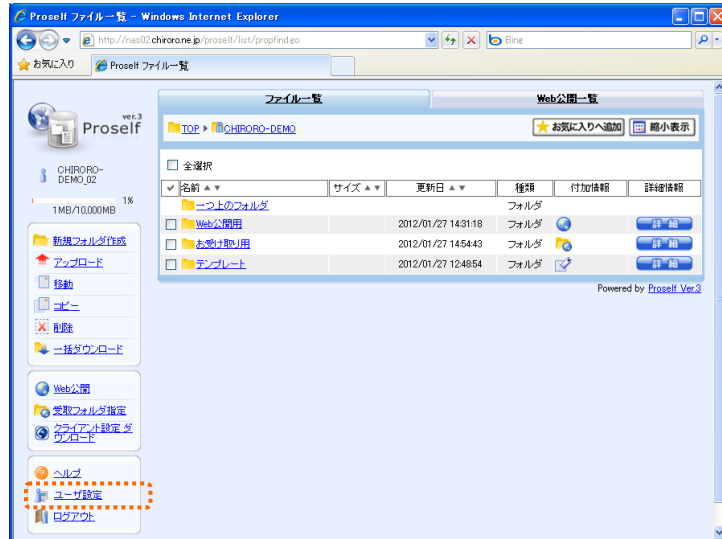 Proself ファイル一覧 - Windows Internet Explorer
http://nas02.chiroro.ne.jp/proself/list/propfind.go
Bing
お気に入り
Proself ファイル一覧
ファイル一覧
Web公開一覧
ver.3
Proself
TOP
CHIRORO-DEMO
お気に入りへ追加
縮小表示
CHIRORO-
DEMO_02
1%
1MB/10,000MB
全選択
名前 ▲▼ サイズ ▲▼ 更新日 ▲▼ 種類 付加情報 詳細情報
一つ上のフォルダ フォルダ
Web公開用 2012/01/27 14:31:18 フォルダ 詳 細
お受け取り用 2012/01/27 14:54:43 フォルダ 詳 細
テンプレート 2012/01/27 12:48:54 フォルダ 詳 細
Powered by Proself Ver.3
新規フォルダ作成
アップロード
移動
コピー
削除
一括ダウンロード
Web公開
受取フォルダ指定
クライアント設定 ダ
ウンロード
ヘルプ
ユーザ設定
ログアウト